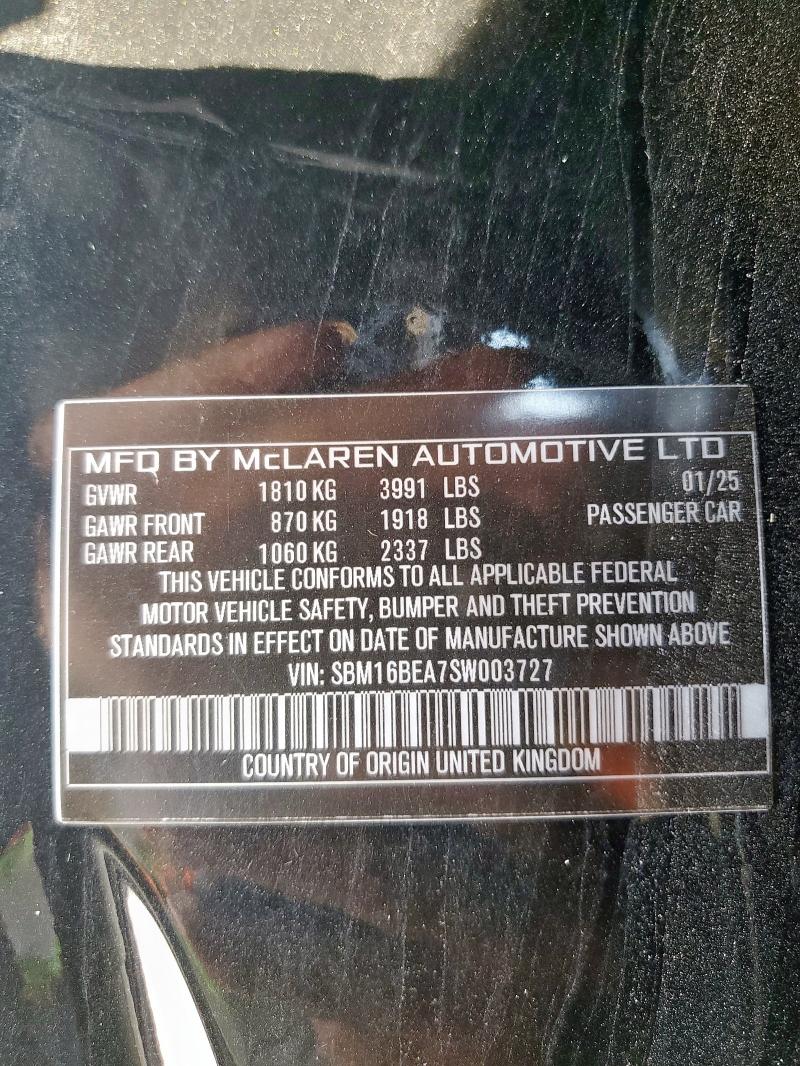 MFD BY McLAREN AUTOMOTIVE LTD
GVWR 1810 KG 3991 LBS 01/25
GAWR FRONT 870 KG 1918 LBS PASSENGER CAR
GAWR REAR 1060 KG 2337 LBS
THIS VEHICLE CONFORMS TO ALL APPLICABLE FEDERAL
MOTOR VEHICLE SAFETY, BUMPER AND THEFT PREVENTION
STANDARDS IN EFFECT ON DATE OF MANUFACTURE SHOWN ABOVE
VIN: SBM16BEA7SW003727
COUNTRY OF ORIGIN UNITED KINGDOM